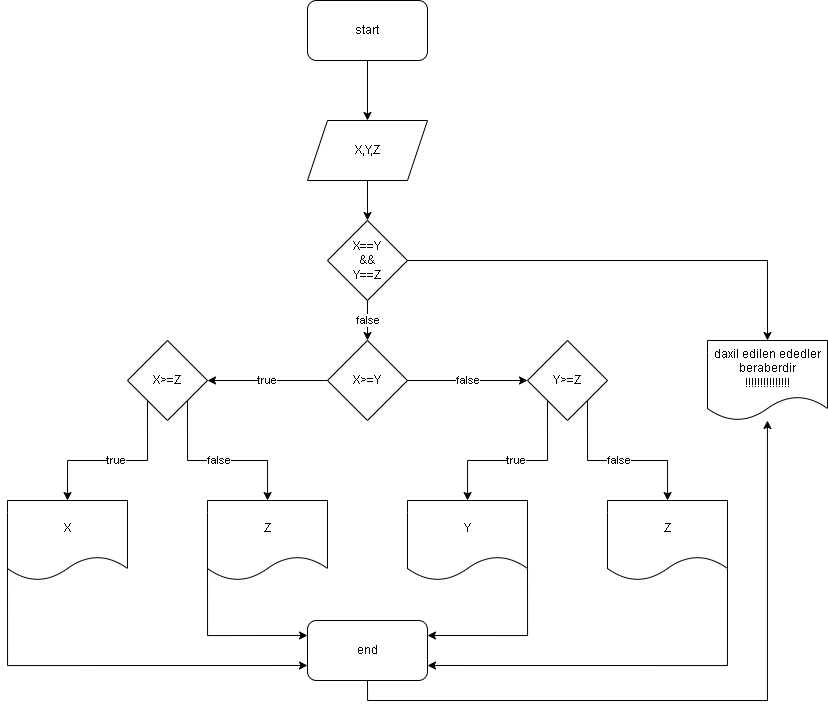 start
X,Y,Z
X==Y
&&
Y==Z
false
X>=Z
true
X>=Y
false
Y>=Z
daxil edilen ededler
beraberdir
!!!!!!!!!!!!!!!
true
false
true
false
X
Z
Y
Z
end